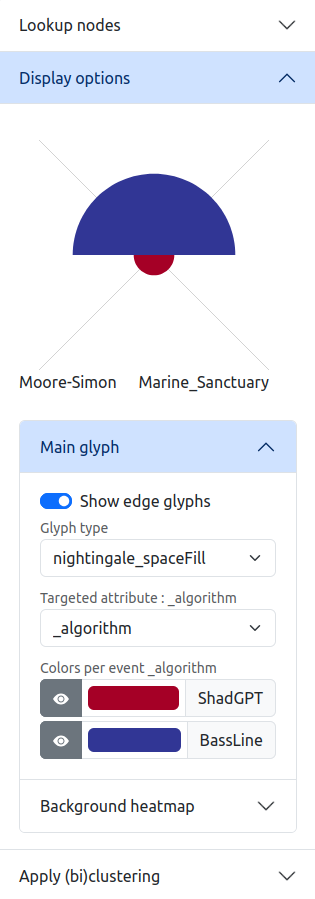 Lookup nodes
Display options
Moore-Simon Marine_Sanctuary
Main glyph
Show edge glyphs
Glyph type
nightingale_spaceFill
Targeted attribute : _algorithm
_algorithm
Colors per event _algorithm
ShadGPT
BassLine
Background heatmap
Apply (bi)clustering